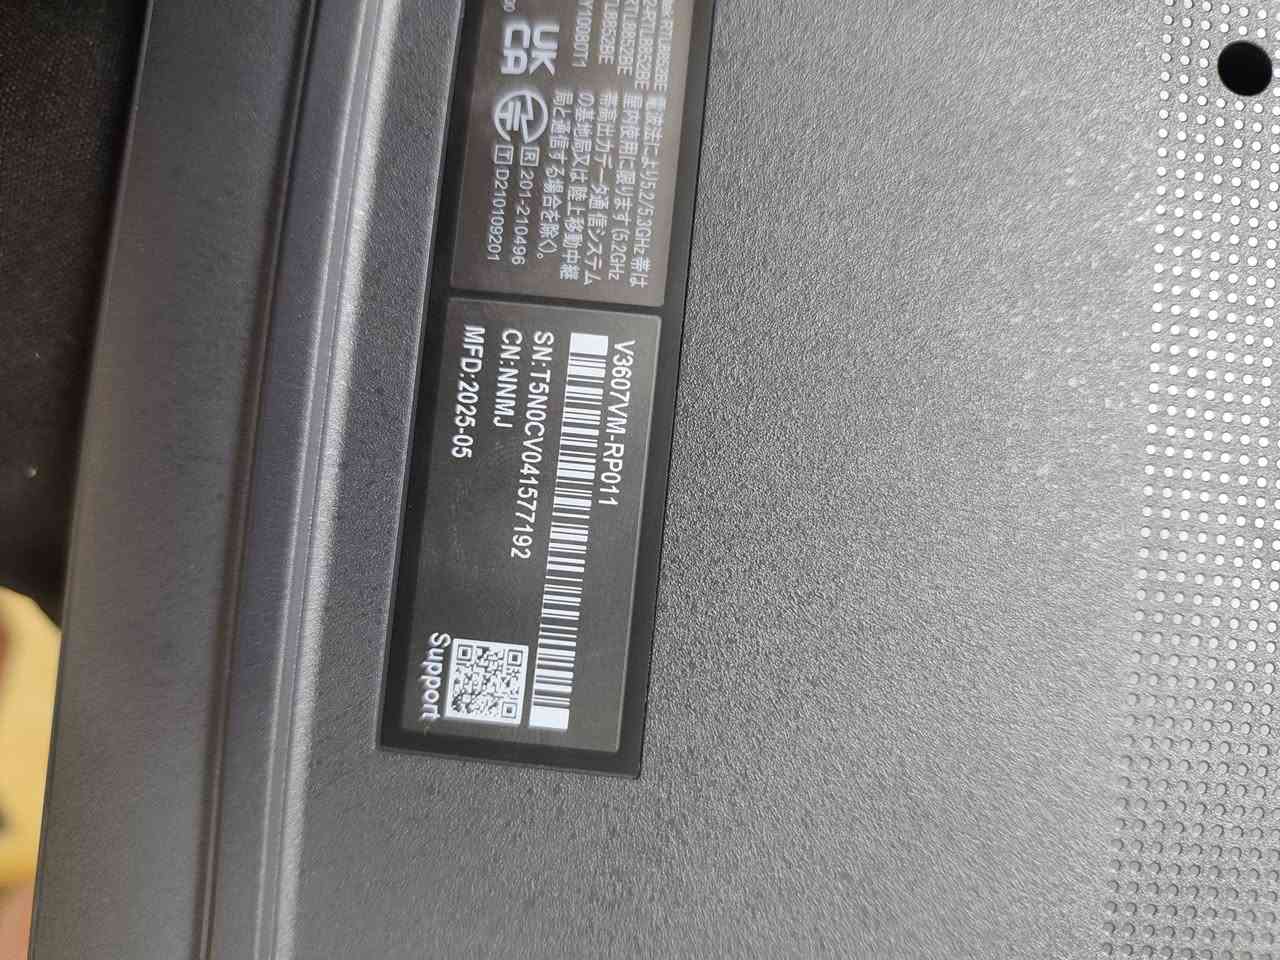 RTL8852BE
RTL8852BE
RTL8852BE
Y10080T1
UK
CA
電波法により5.2/5.3GHz帯は
屋内使用に限ります(5.2GHz
帯高出力データ通信システム
の基地局又は陸上移動中継
局と通信する場合を除く)。
R 201-210496
T D210109201
V3607VM-RP011
SN:T5N0CV041577192
CN:NNMJ
MFD:2025-05
Support